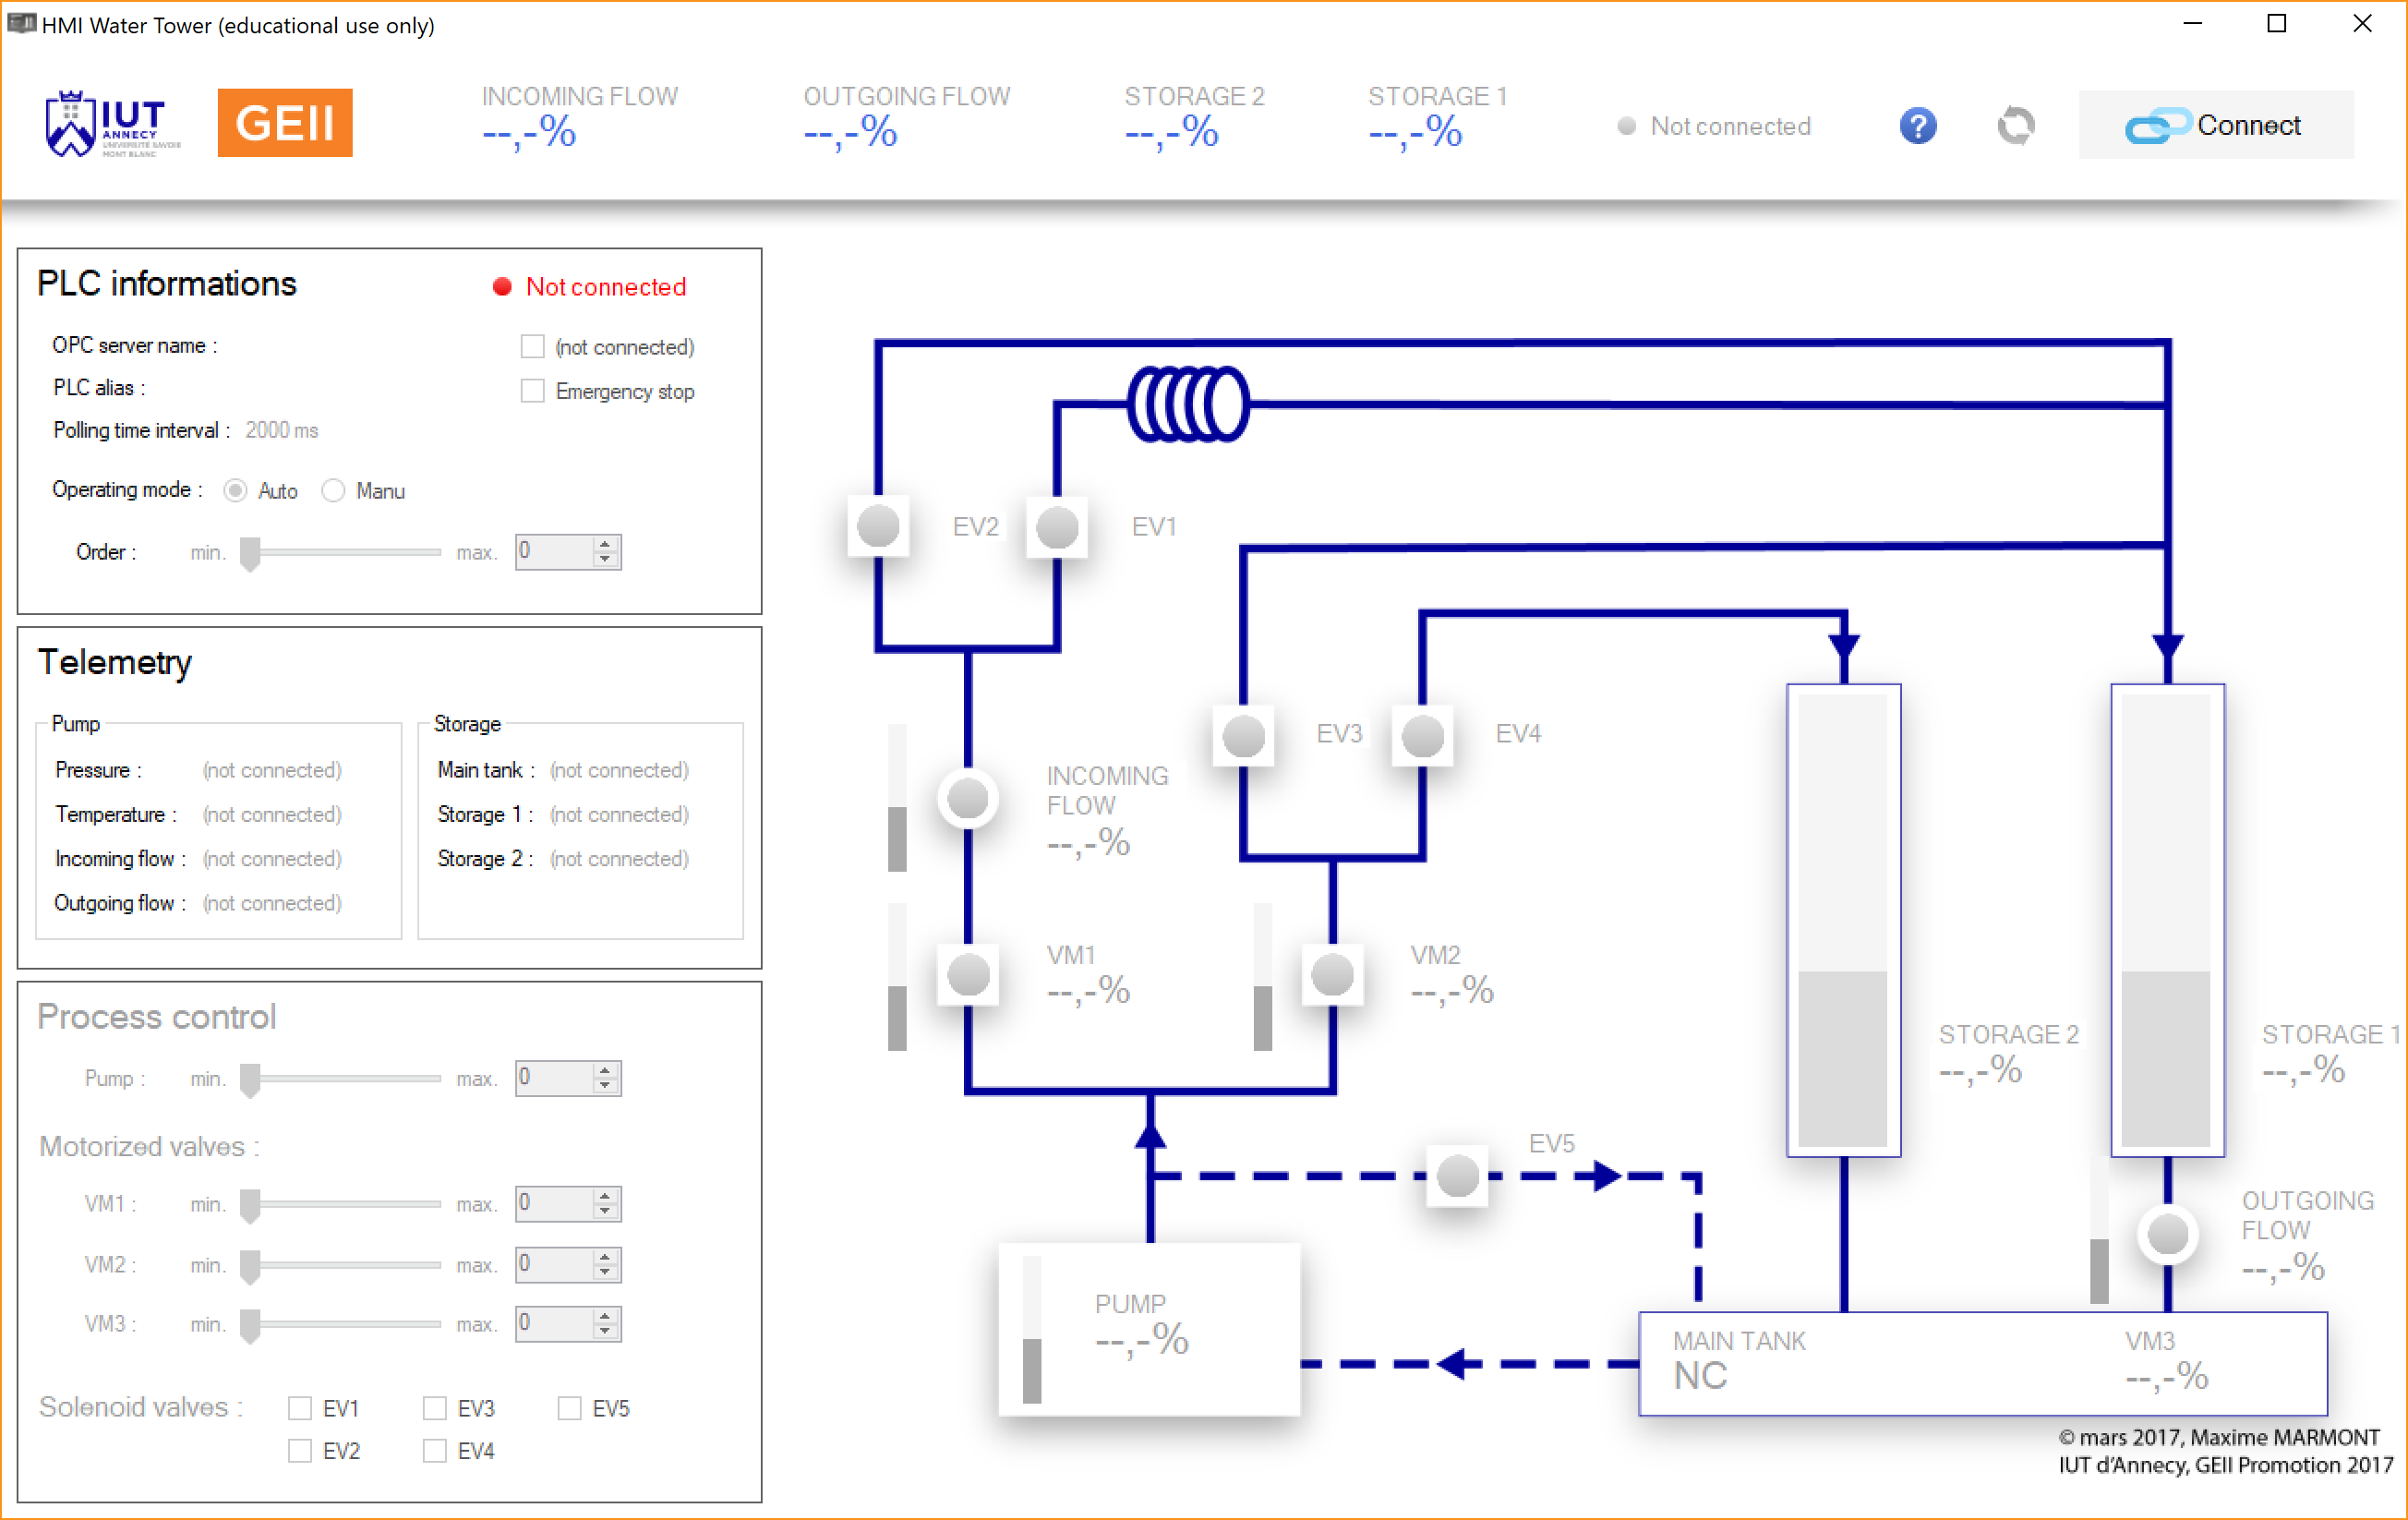 HMI Water Tower (educational use only)
IUT
ANNECY
UNIVERSITÉ SAVOIE
MONT BLANC
GEII
INCOMING FLOW
--,-%
OUTGOING FLOW
--,-%
STORAGE 2
--,-%
STORAGE 1
--,-%
Not connected
?
Connect
PLC informations
Not connected
OPC server name :
(not connected)
PLC alias :
Emergency stop
Polling time interval : 2000 ms
Operating mode : Auto Manu
Order : min. max. 0
Telemetry
Pump
Pressure : (not connected)
Temperature : (not connected)
Incoming flow : (not connected)
Outgoing flow : (not connected)
Storage
Main tank : (not connected)
Storage 1 : (not connected)
Storage 2 : (not connected)
Process control
Pump : min. max. 0
Motorized valves :
VM1 : min. max. 0
VM2 : min. max. 0
VM3 : min. max. 0
Solenoid valves : EV1 EV3 EV5
EV2 EV4
EV2
EV1
EV3
EV4
INCOMING
FLOW
--,-%
VM1
--,-%
VM2
--,-%
STORAGE 2
--,-%
STORAGE 1
--,-%
EV5
OUTGOING
FLOW
--,-%
PUMP
--,-%
MAIN TANK
NC
VM3
--,-%
© mars 2017, Maxime MARMONT
IUT d'Annecy, GEII Promotion 2017